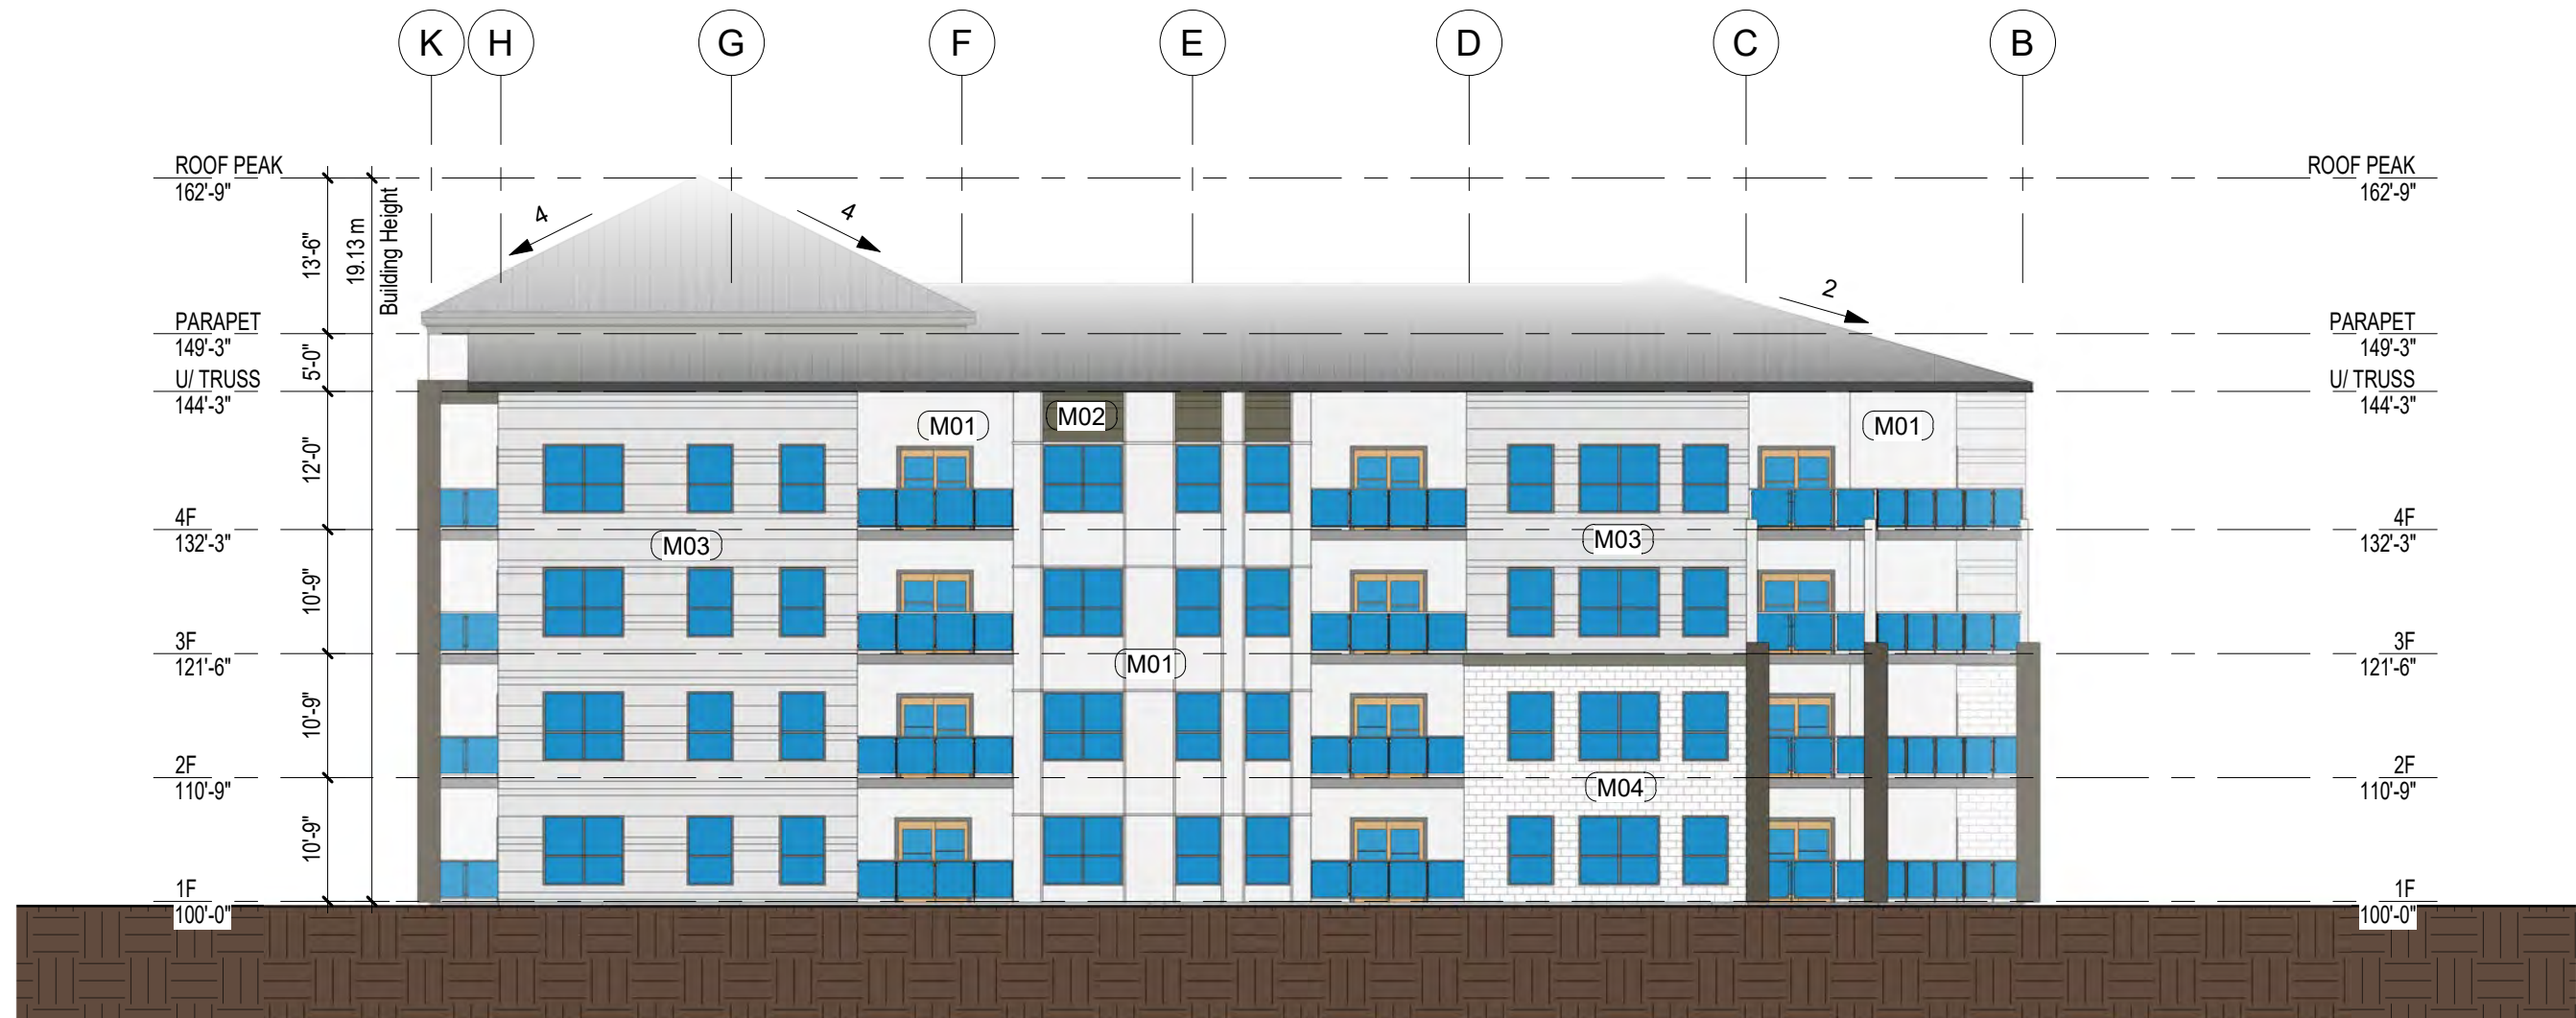 K H G F E D C B
ROOF PEAK
162'-9"
ROOF PEAK
162'-9"
4
4
2
13'-6"
19.13 m
Building Height
PARAPET
149'-3"
PARAPET
149'-3"
5'-0"
U/ TRUSS
144'-3"
U/ TRUSS
144'-3"
M01
M02
M01
12'-0"
4F
132'-3"
4F
132'-3"
M03
M03
10'-9"
3F
121'-6"
3F
121'-6"
M01
10'-9"
2F
110'-9"
2F
110'-9"
M04
10'-9"
1F
100'-0"
1F
100'-0"